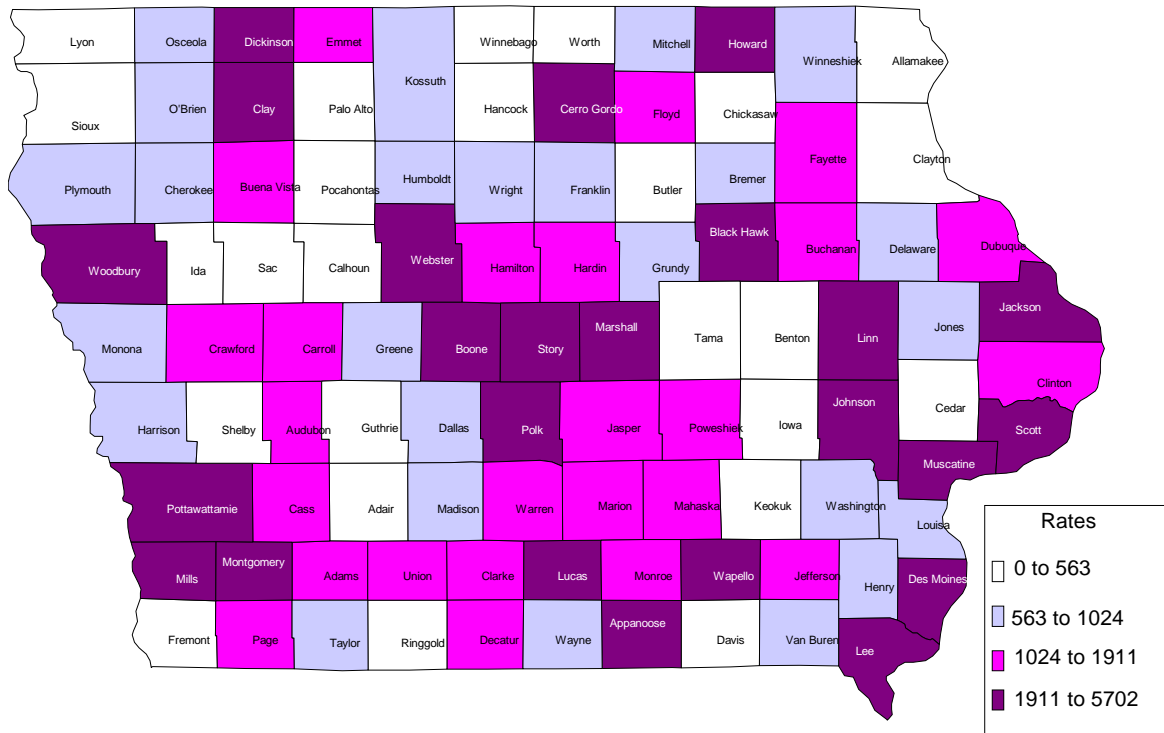 Lyon
Osceola
Dickinson
Emmet
Winnebago
Worth
Mitchell
Howard
Winneshiek
Allamakee
Kossuth
Sioux
O'Brien
Clay
Palo Alto
Hancock
Cerro Gordo
Floyd
Chickasaw
Fayette
Clayton
Plymouth
Cherokee
Buena Vista
Pocahontas
Humboldt
Wright
Franklin
Butler
Bremer
Woodbury
Ida
Sac
Calhoun
Webster
Hamilton
Hardin
Grundy
Black Hawk
Buchanan
Delaware
Dubuque
Monona
Crawford
Carroll
Greene
Boone
Story
Marshall
Tama
Benton
Linn
Jones
Jackson
Clinton
Harrison
Shelby
Audubon
Guthrie
Dallas
Polk
Jasper
Poweshiek
Iowa
Johnson
Cedar
Scott
Muscatine
Pottawattamie
Cass
Adair
Madison
Warren
Marion
Mahaska
Keokuk
Washington
Louisa
Mills
Montgomery
Adams
Union
Clarke
Lucas
Monroe
Wapello
Jefferson
Henry
Des Moines
Fremont
Page
Taylor
Ringgold
Decatur
Wayne
Appanoose
Davis
Van Buren
Lee
Rates
0 to 563
563 to 1024
1024 to 1911
1911 to 5702